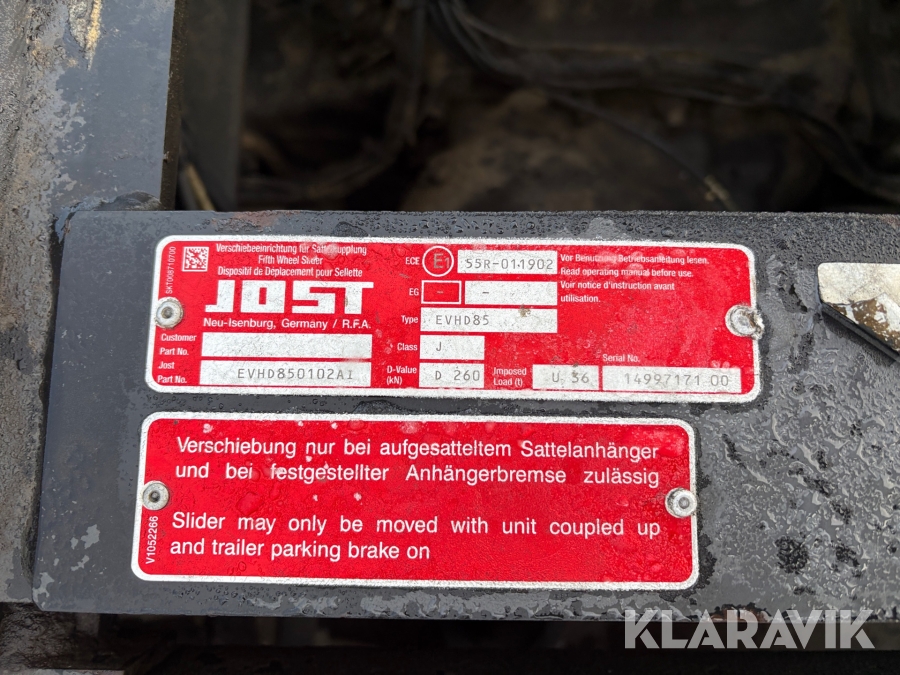 SKT008710700
Verschiebeeinrichtung für Sattelkupplung
Fifth Wheel Slider
Dispositif de Déplacement pour Sellette
JOST
Neu-Isenburg, Germany / R.F.A.
Customer
Part No.
Jost
Part No. EVHD850102AI
ECE E1 55R-011902
EG - -
Type EVHD85
Class J
D-Value
(kN) D 260
Imposed
Load (t) U 36
Vor Benutzung Betriebsanleitung lesen.
Read operating manual before use.
Voir notice d'instruction avant
utilisation.
Serial No.
14997171 00
Verschiebung nur bei aufgesatteltem Sattelanhänger
und bei festgestellter Anhängerbremse zulässig
Slider may only be moved with unit coupled up
and trailer parking brake on
V1052266
KLARAVIK